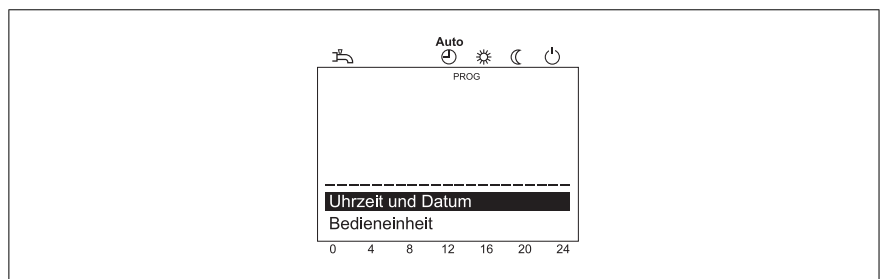 Auto
PROG
Uhrzeit und Datum
Bedieneinheit
0 4 8 12 16 20 24